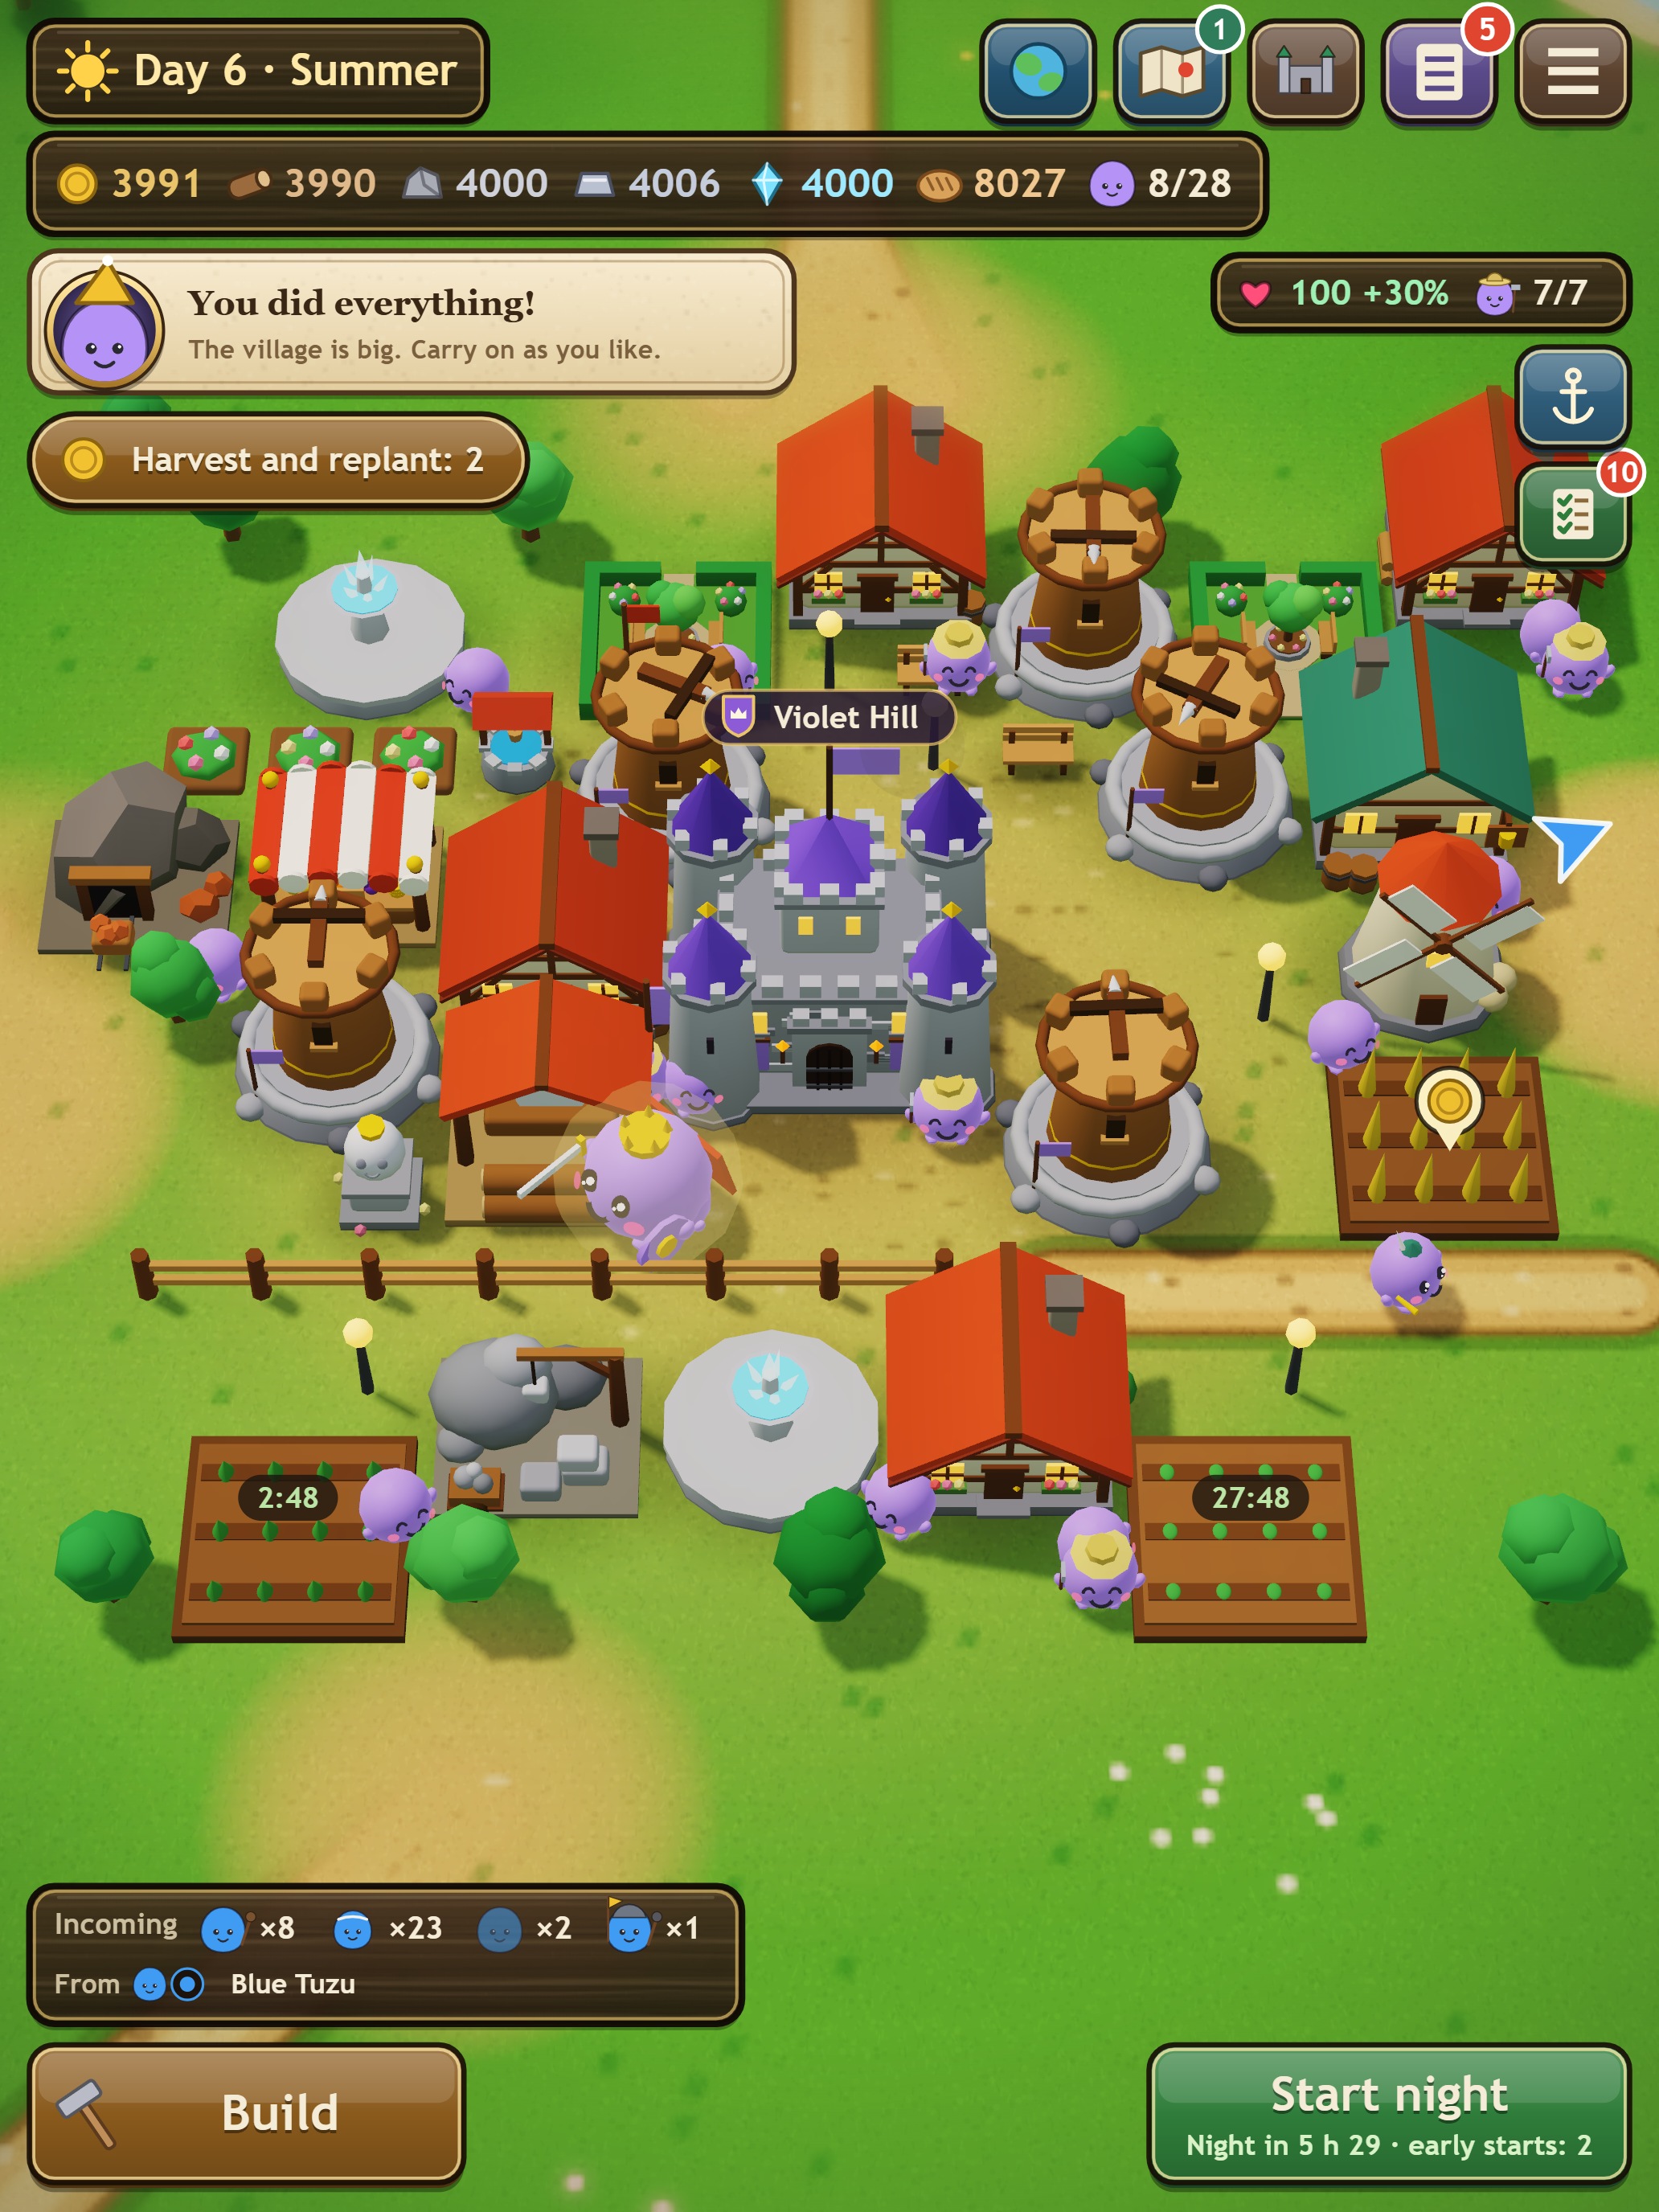 Day 6 · Summer
1
5
3991 3990 4000 4006 4000 8027 8/28
You did everything!
The village is big. Carry on as you like.
100 +30% 7/7
Harvest and replant: 2
10
Violet Hill
2:48
27:48
Incoming ×8 ×23 ×2 ×1
From Blue Tuzu
Build
Start night
Night in 5 h 29 · early starts: 2